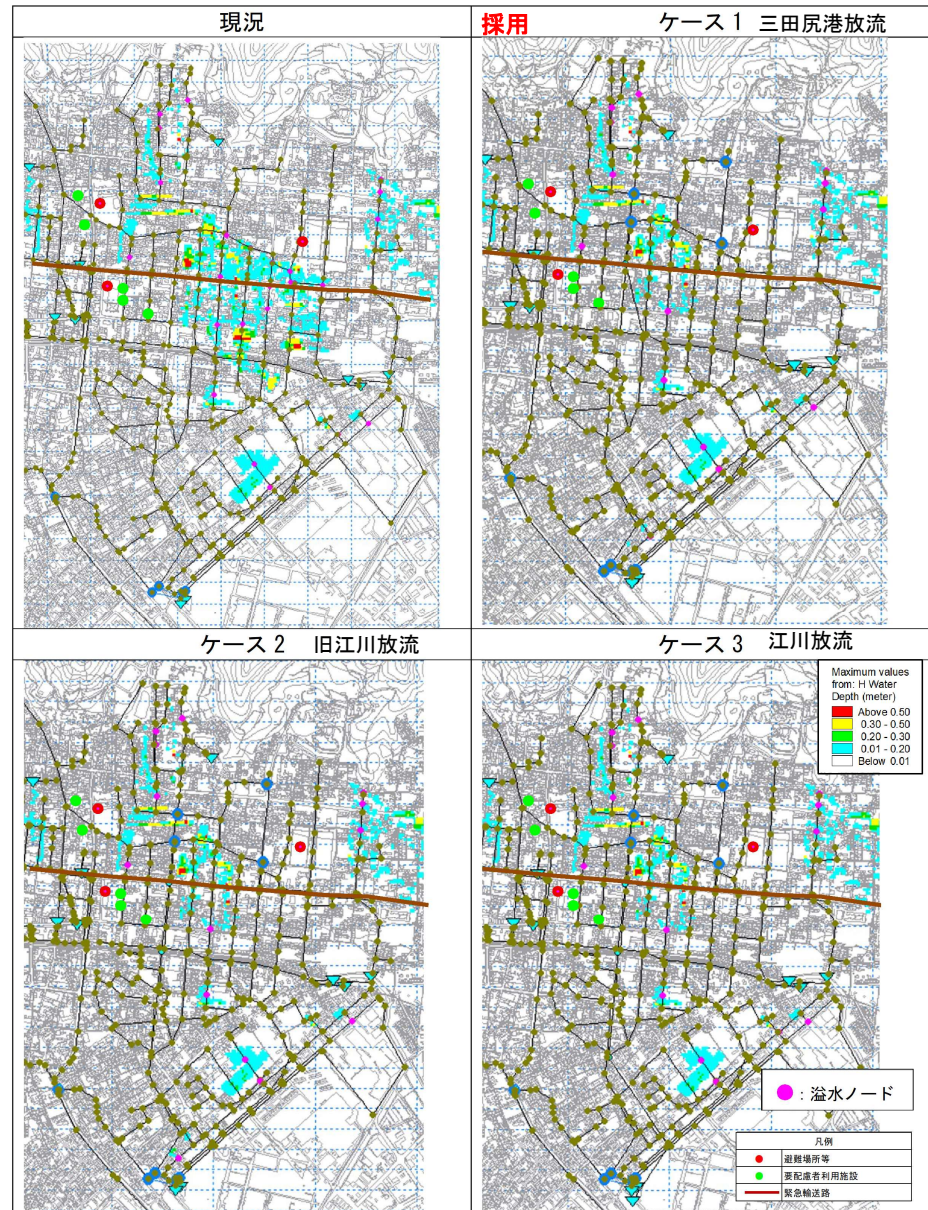 現況
採用 ケース1 三田尻港放流
ケース2 旧江川放流
ケース3 江川放流
Maximum values
from: H Water
Depth (meter)
Above 0.50
0.30 - 0.50
0.20 - 0.30
0.01 - 0.20
Below 0.01
：溢水ノード
凡例
避難場所等
要配慮者利用施設
緊急輸送路